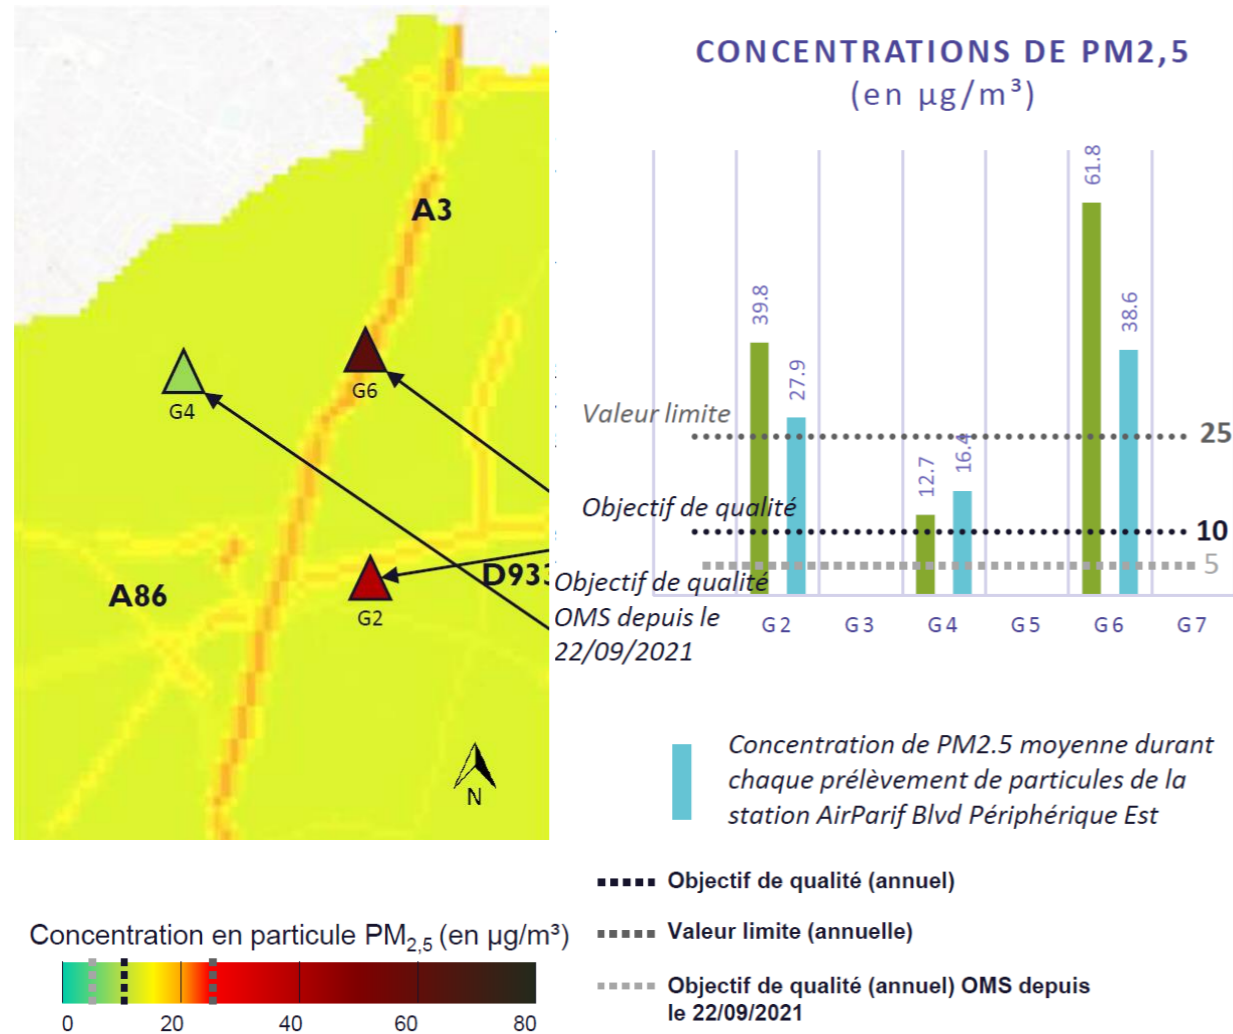 A3
G6
G4
A86
D933
G2
N
Concentration en particule PM2,5 (en µg/m³)
0 20 40 60 80
CONCENTRATIONS DE PM2,5
(en µg/m³)
61.8
39.8
38.6
27.9
Valeur limite
25
16.4
12.7
Objectif de qualité
10
5
Objectif de qualité
OMS depuis le
22/09/2021
G2 G3 G4 G5 G6 G7
Concentration de PM2.5 moyenne durant
chaque prélèvement de particules de la
station AirParif Blvd Périphérique Est
Objectif de qualité (annuel)
Valeur limite (annuelle)
Objectif de qualité (annuel) OMS depuis
le 22/09/2021